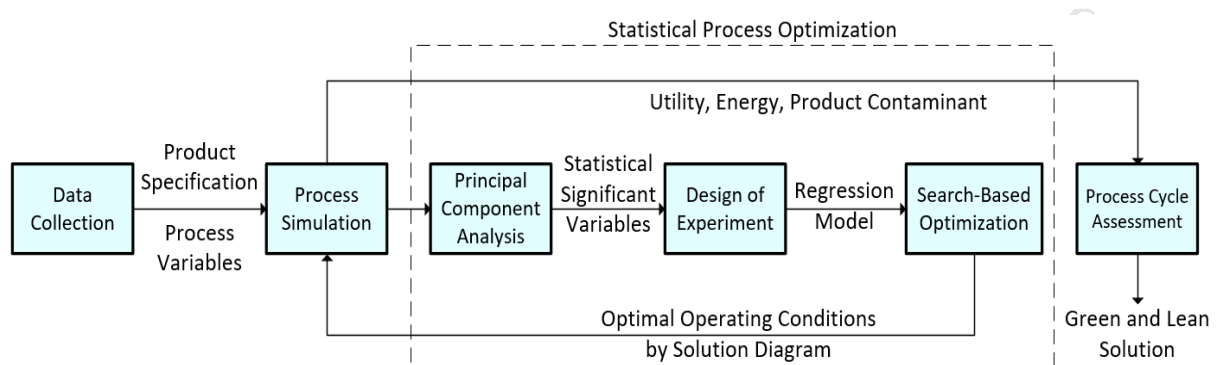 Statistical Process Optimization
Utility, Energy, Product Contaminant
Data
Collection
Product
Specification
Process
Variables
Process
Simulation
Principal
Component
Analysis
Statistical
Significant
Variables
Design of
Experiment
Regression
Model
Search-Based
Optimization
Process Cycle
Assessment
Optimal Operating Conditions
by Solution Diagram
Green and Lean
Solution